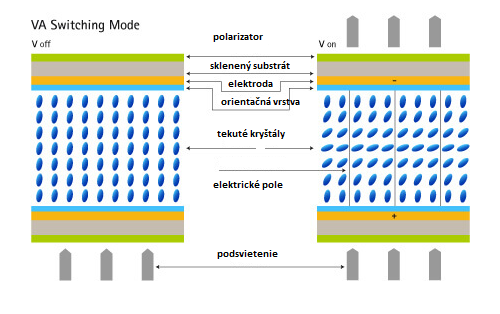 VA Switching Mode
V off
polarizator
V on
sklenený substrát
elektroda
-
orientačná vrstva
tekuté kryštály
elektrické pole
+
podsvietenie